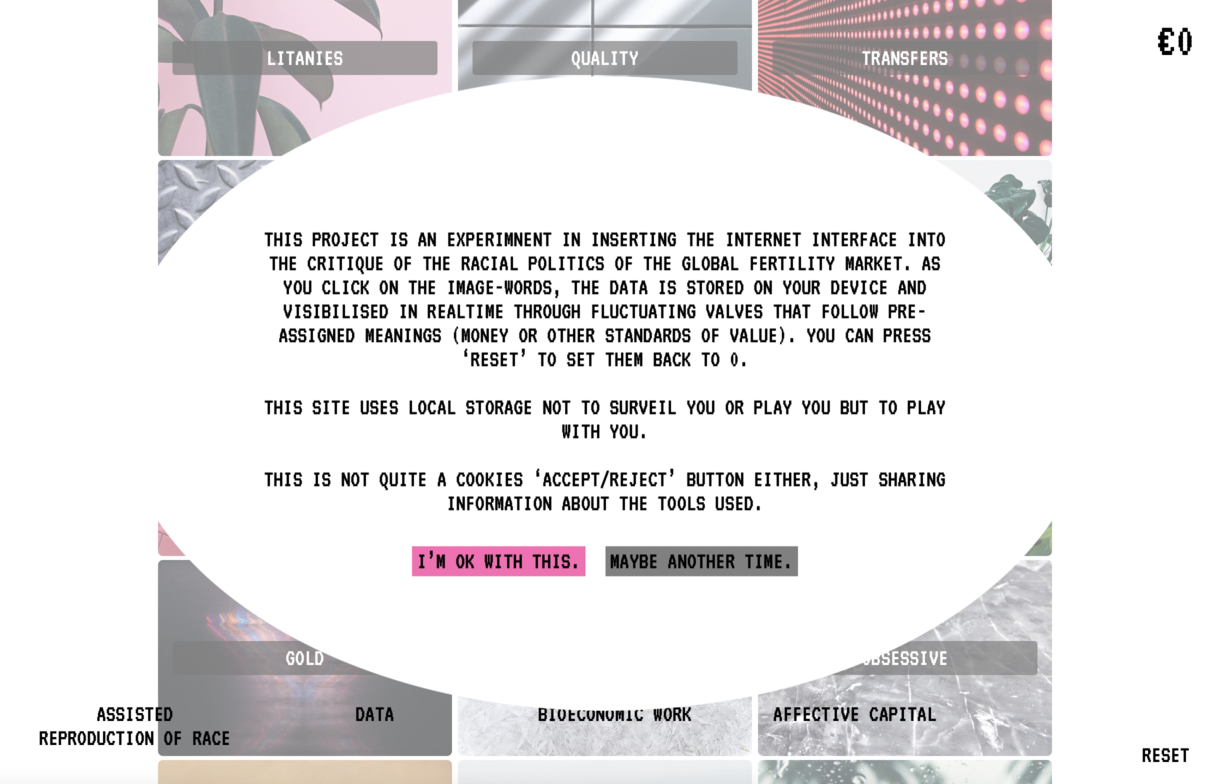 LITANIES
QUALITY
TRANSFERS
€0
THIS PROJECT IS AN EXPERIMNENT IN INSERTING THE INTERNET INTERFACE INTO
THE CRITIQUE OF THE RACIAL POLITICS OF THE GLOBAL FERTILITY MARKET. AS
YOU CLICK ON THE IMAGE-WORDS, THE DATA IS STORED ON YOUR DEVICE AND
VISIBILISED IN REALTIME THROUGH FLUCTUATING VALVES THAT FOLLOW PRE-
ASSIGNED MEANINGS (MONEY OR OTHER STANDARDS OF VALUE). YOU CAN PRESS
‘RESET’ TO SET THEM BACK TO 0.
THIS SITE USES LOCAL STORAGE NOT TO SURVEIL YOU OR PLAY YOU BUT TO PLAY
WITH YOU.
THIS IS NOT QUITE A COOKIES ‘ACCEPT/REJECT’ BUTTON EITHER, JUST SHARING
INFORMATION ABOUT THE TOOLS USED.
I’M OK WITH THIS.
MAYBE ANOTHER TIME.
GOLD
OBSESSIVE
ASSISTED
REPRODUCTION OF RACE
DATA
BIOECONOMIC WORK
AFFECTIVE CAPITAL
RESET